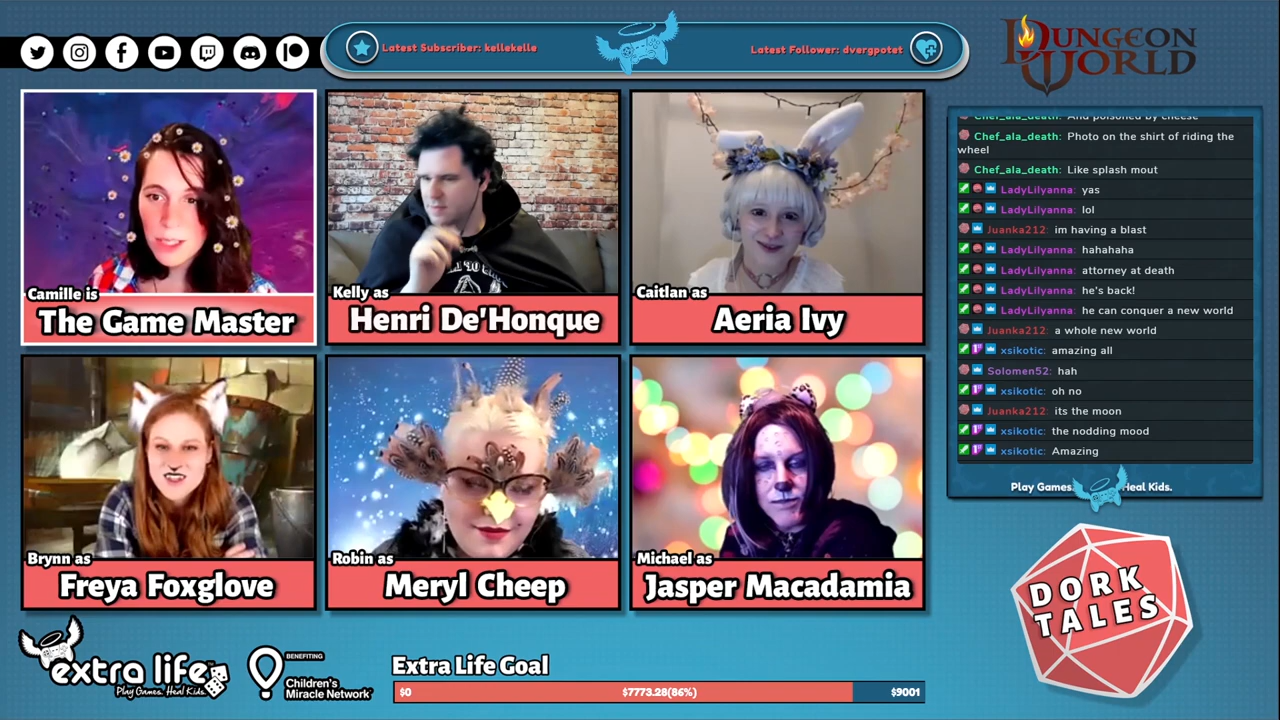 Latest Subscriber: kellekelle
Latest Follower: dvergpotet
DUNGEON
WORLD
Camille is
The Game Master
Kelly as
Henri De'Honque
Caitlan as
Aeria Ivy
Brynn as
Freya Foxglove
Robin as
Meryl Cheep
Michael as
Jasper Macadamia
Chef_ala_death: And poisoned by cheese
Chef_ala_death: Photo on the shirt of riding the
wheel
Chef_ala_death: Like splash mout
LadyLilyanna: yas
LadyLilyanna: lol
Juanka212: im having a blast
LadyLilyanna: hahahaha
LadyLilyanna: attorney at death
LadyLilyanna: he's back!
LadyLilyanna: he can conquer a new world
Juanka212: a whole new world
xsikotic: amazing all
Solomen52: hah
xsikotic: oh no
Juanka212: its the moon
xsikotic: the nodding mood
xsikotic: Amazing
Play Games. Heal Kids.
DORK
TALES
extra life
Play Games. Heal Kids.
BENEFITING
Children's
Miracle Network
Extra Life Goal
$0 $7773.28(86%) $9001